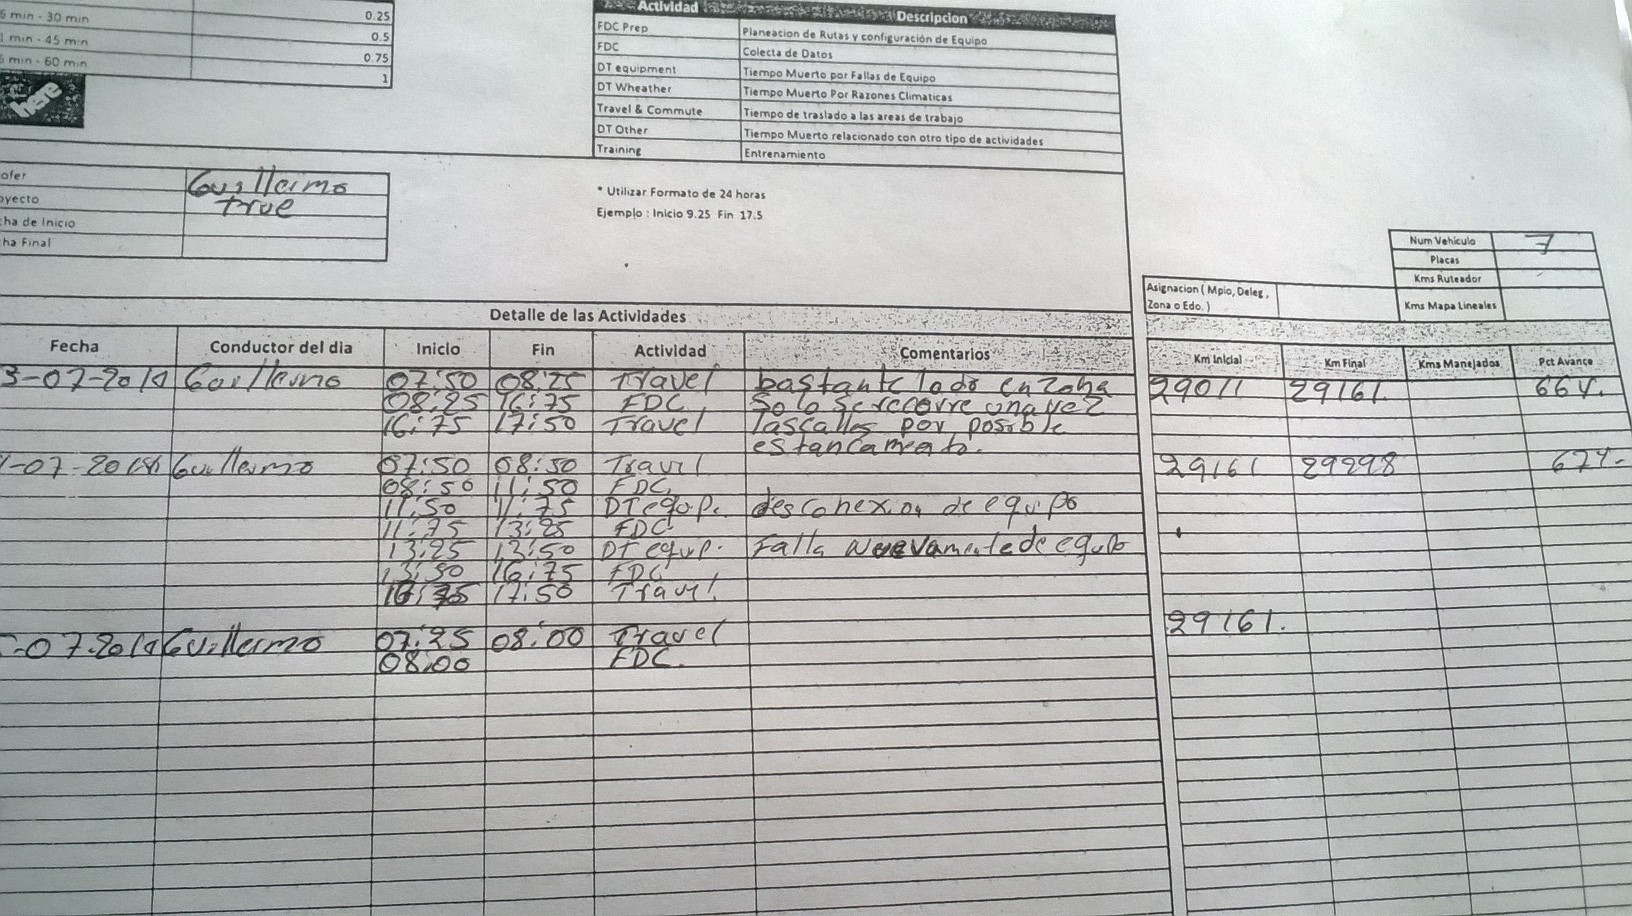 5 min - 30 min 0.25
1 min - 45 min 0.5
5 min - 60 min 0.75
1
here
Actividad Descripcion
FDC Prep Planeacion de Rutas y configuración de Equipo
FDC Colecta de Datos
DT equipment Tiempo Muerto por Fallas de Equipo
DT Wheather Tiempo Muerto Por Razones Climaticas
Travel & Commute Tiempo de traslado a las areas de trabajo
DT Other Tiempo Muerto relacionado con otro tipo de actividades
Training Entrenamiento
ofer Guillermo
oyecto true
cha de Inicio
ha Final
* Utilizar Formato de 24 horas
Ejemplo : Inicio 9.25 Fin 17.5
Num Vehiculo 7
Placas
Kms Ruteador
Kms Mapa Lineales
Asignacion ( Mpio, Deleg ,
Zona o Edo. )
Detalle de las Actividades
Fecha Conductor del dia Inicio Fin Actividad Comentarios Km Inicial Km Final Kms Manejados Pct Avance
3-07-201 Guillermo 07:50 08:25 Travel bastante lodo en zona 29011 29161.
08:25 16:75 FDC solo se recorre una vez
16:75 17:50 Travel las calles por posible
estancamento.
-07-201 Guillermo 07:50 08:50 Travel 29161 29298
08:50 11:50 FDC
11:50 11:75 DT equp. desconexion de equipo
11:75 13:25 FDC
13:25 13:50 DT equp. Falla Nuevamente de equpo
13:50 16:75 FDC
16:75 17:50 Travel
29161.
-07-201 Guillermo 07:25 08:00 Travel
08:00 FDC.